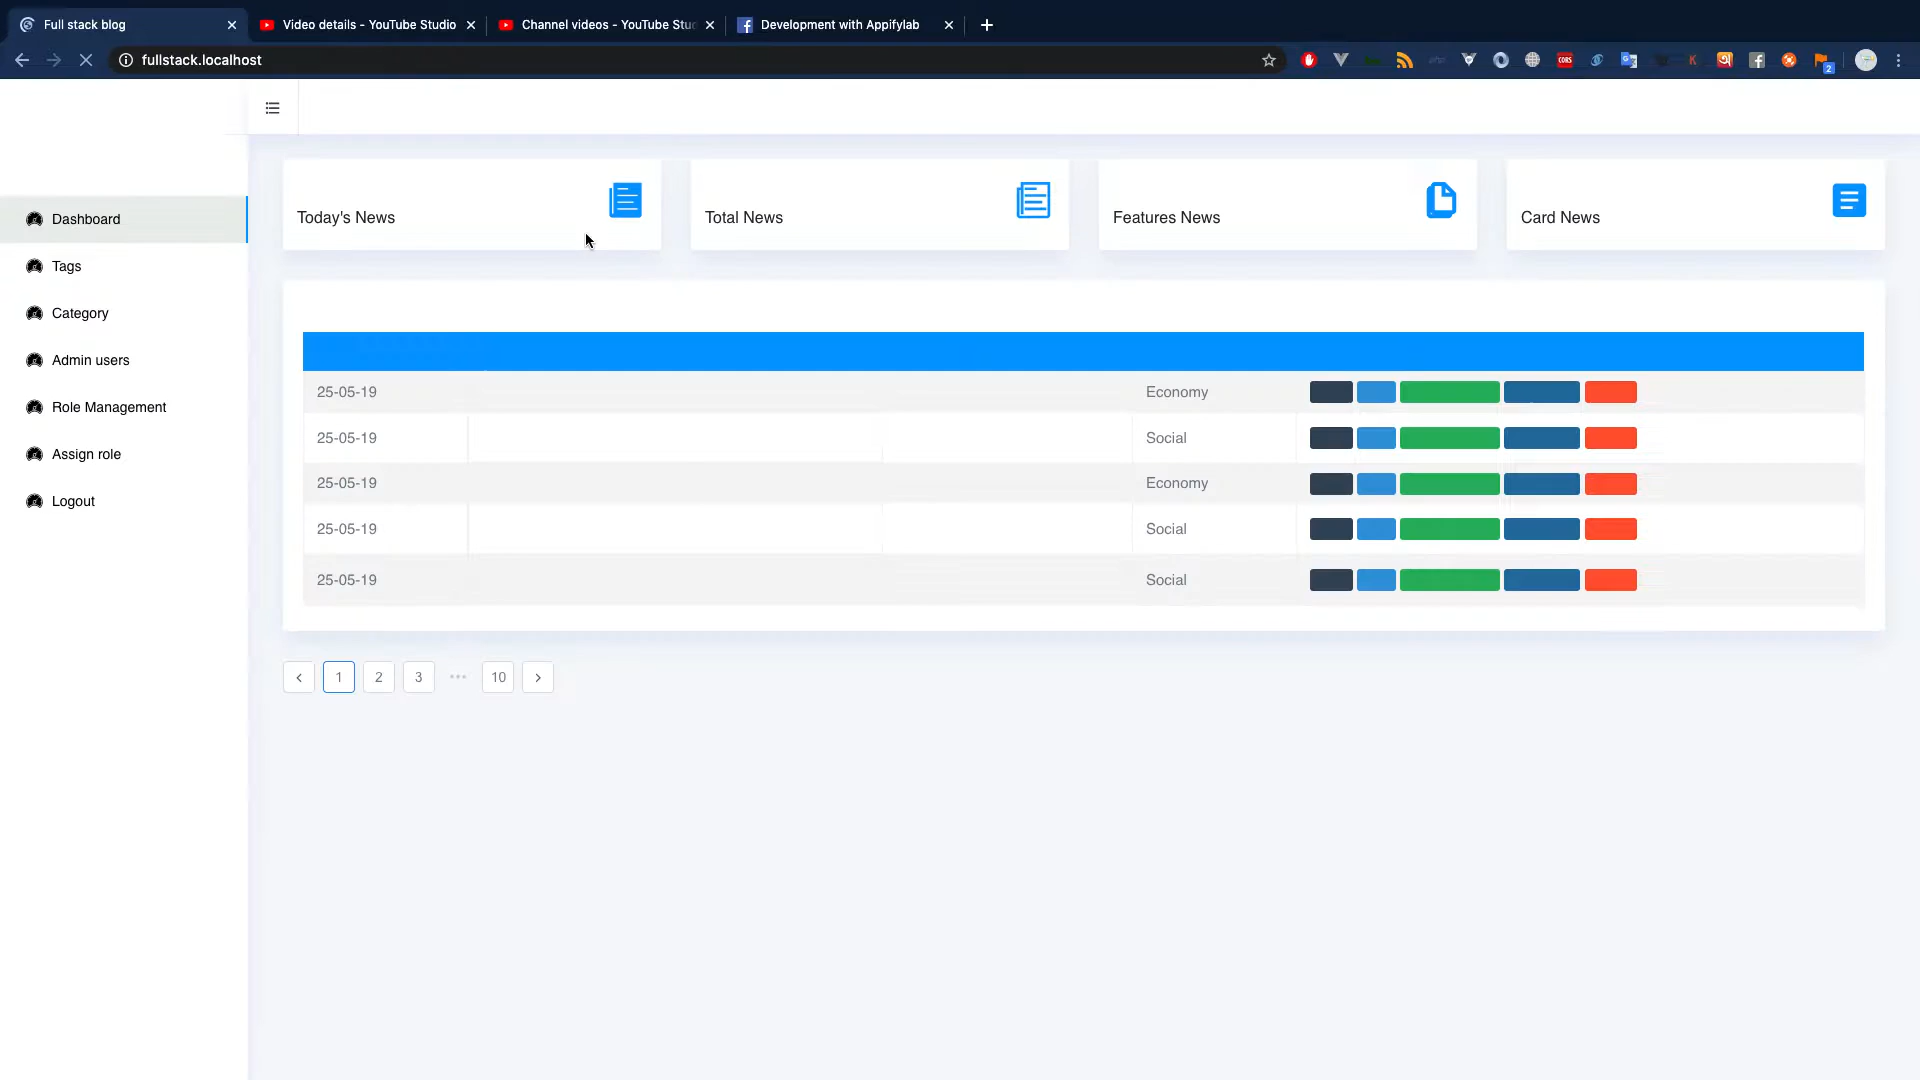 Full stack blog
Video details - YouTube Studio
Channel videos - YouTube Stu
Development with Appifylab
fullstack.localhost
CORS
2
Dashboard
Tags
Category
Admin users
Role Management
Assign role
Logout
Today's News
Total News
Features News
Card News
25-05-19 Economy
25-05-19 Social
25-05-19 Economy
25-05-19 Social
25-05-19 Social
1 2 3 ••• 10